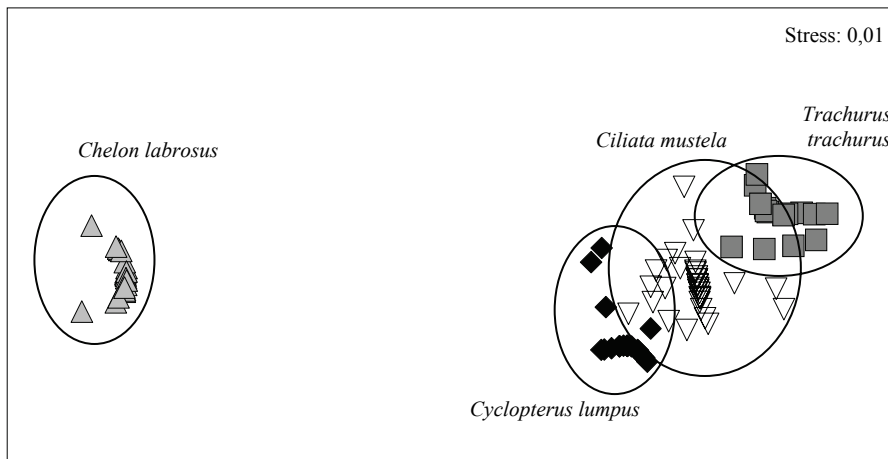 Stress: 0,01
Trachurus
trachurus
Ciliata mustela
Chelon labrosus
Cyclopterus lumpus